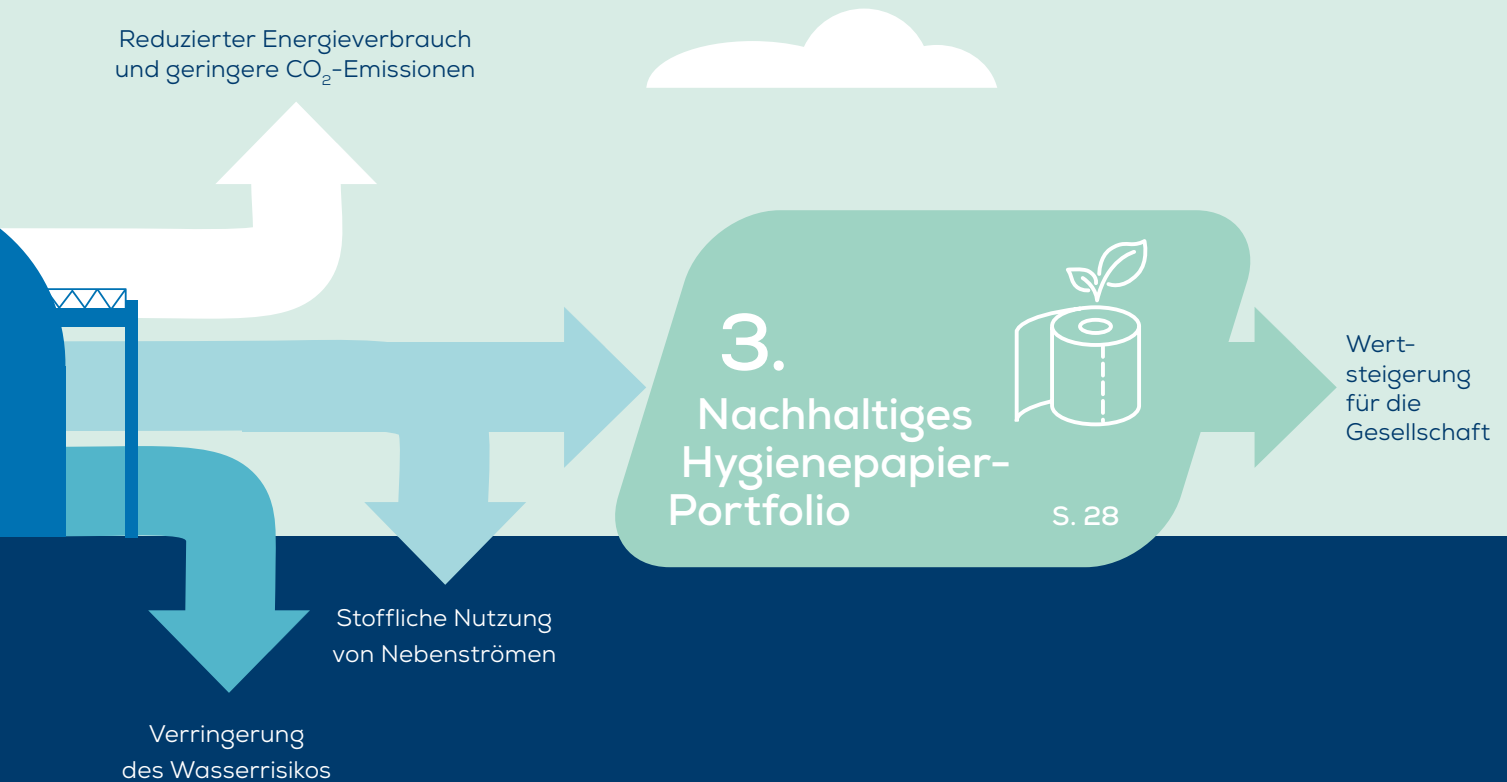 Reduzierter Energieverbrauch
und geringere CO₂-Emissionen
3.
Nachhaltiges
Hygienepapier-
Portfolio
S. 28
Wert-
steigerung
für die
Gesellschaft
Stoffliche Nutzung
von Nebenströmen
Verringerung
des Wasserrisikos